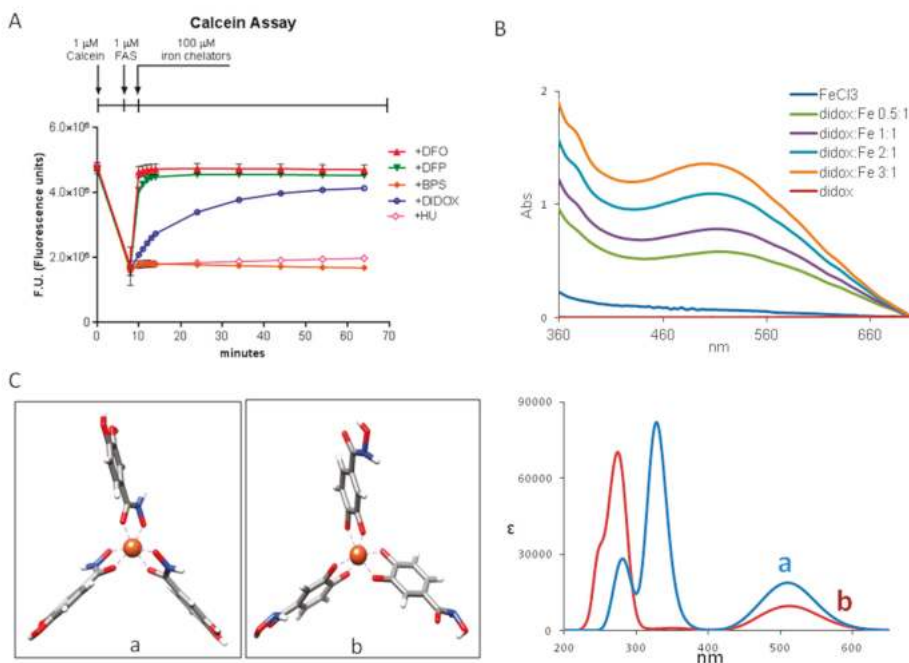 A
Calcein Assay
1 µM
Calcein
1 µM
FAS
100 µM
iron chelators
6.0×10⁶
4.0×10⁶
2.0×10⁶
0
F.U. (Fluorescence units)
0 10 20 30 40 50 60 70
minutes
+DFO
+DFP
+BPS
+DIDOX
+HU
B
2
1
0
Abs
360 460 560 660
nm
FeCl3
didox:Fe 0.5:1
didox:Fe 1:1
didox:Fe 2:1
didox:Fe 3:1
didox
C
a
b
90000
60000
30000
0
ε
a
b
200 300 400 500 600
nm